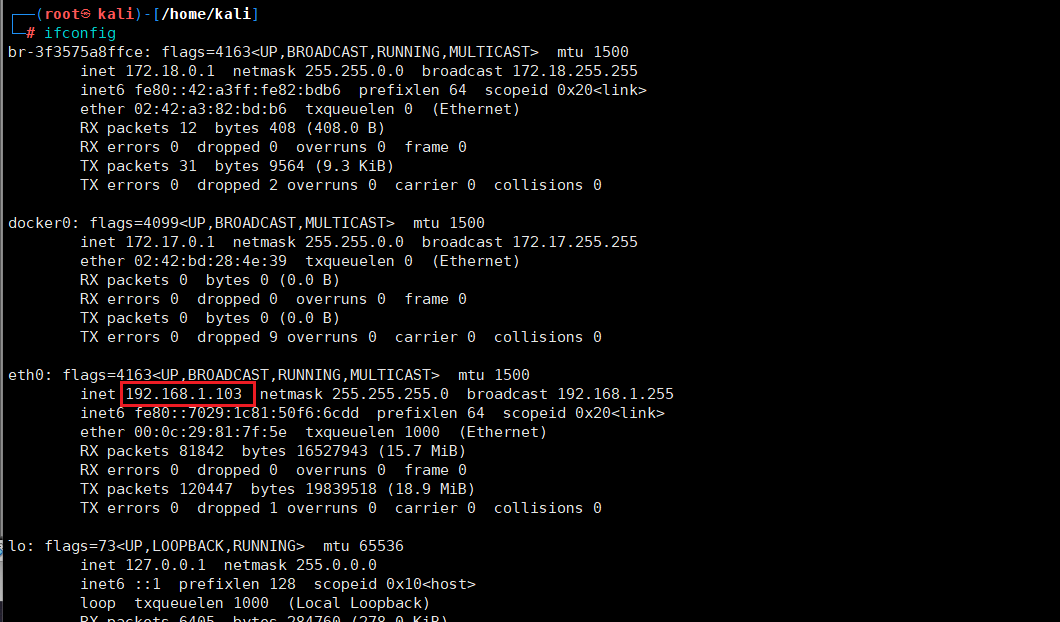 ┌──(root㉿kali)-[/home/kali]
└─# ifconfig
br-3f3575a8ffce: flags=4163<UP,BROADCAST,RUNNING,MULTICAST>  mtu 1500
        inet 172.18.0.1  netmask 255.255.0.0  broadcast 172.18.255.255
        inet6 fe80::42:a3ff:fe82:bdb6  prefixlen 64  scopeid 0x20<link>
        ether 02:42:a3:82:bd:b6  txqueuelen 0  (Ethernet)
        RX packets 12  bytes 408 (408.0 B)
        RX errors 0  dropped 0  overruns 0  frame 0
        TX packets 31  bytes 9564 (9.3 KiB)
        TX errors 0  dropped 2 overruns 0  carrier 0  collisions 0

docker0: flags=4099<UP,BROADCAST,MULTICAST>  mtu 1500
        inet 172.17.0.1  netmask 255.255.0.0  broadcast 172.17.255.255
        ether 02:42:bd:28:4e:39  txqueuelen 0  (Ethernet)
        RX packets 0  bytes 0 (0.0 B)
        RX errors 0  dropped 0  overruns 0  frame 0
        TX packets 0  bytes 0 (0.0 B)
        TX errors 0  dropped 9 overruns 0  carrier 0  collisions 0

eth0: flags=4163<UP,BROADCAST,RUNNING,MULTICAST>  mtu 1500
        inet 192.168.1.103  netmask 255.255.255.0  broadcast 192.168.1.255
        inet6 fe80::7029:1c81:50f6:6cdd  prefixlen 64  scopeid 0x20<link>
        ether 00:0c:29:81:7f:5e  txqueuelen 1000  (Ethernet)
        RX packets 81842  bytes 16527943 (15.7 MiB)
        RX errors 0  dropped 0  overruns 0  frame 0
        TX packets 120447  bytes 19839518 (18.9 MiB)
        TX errors 0  dropped 1 overruns 0  carrier 0  collisions 0

lo: flags=73<UP,LOOPBACK,RUNNING>  mtu 65536
        inet 127.0.0.1  netmask 255.0.0.0
        inet6 ::1  prefixlen 128  scopeid 0x10<host>
        loop  txqueuelen 1000  (Local Loopback)
        RX packets 6405  bytes 284760 (278.0 KiB)